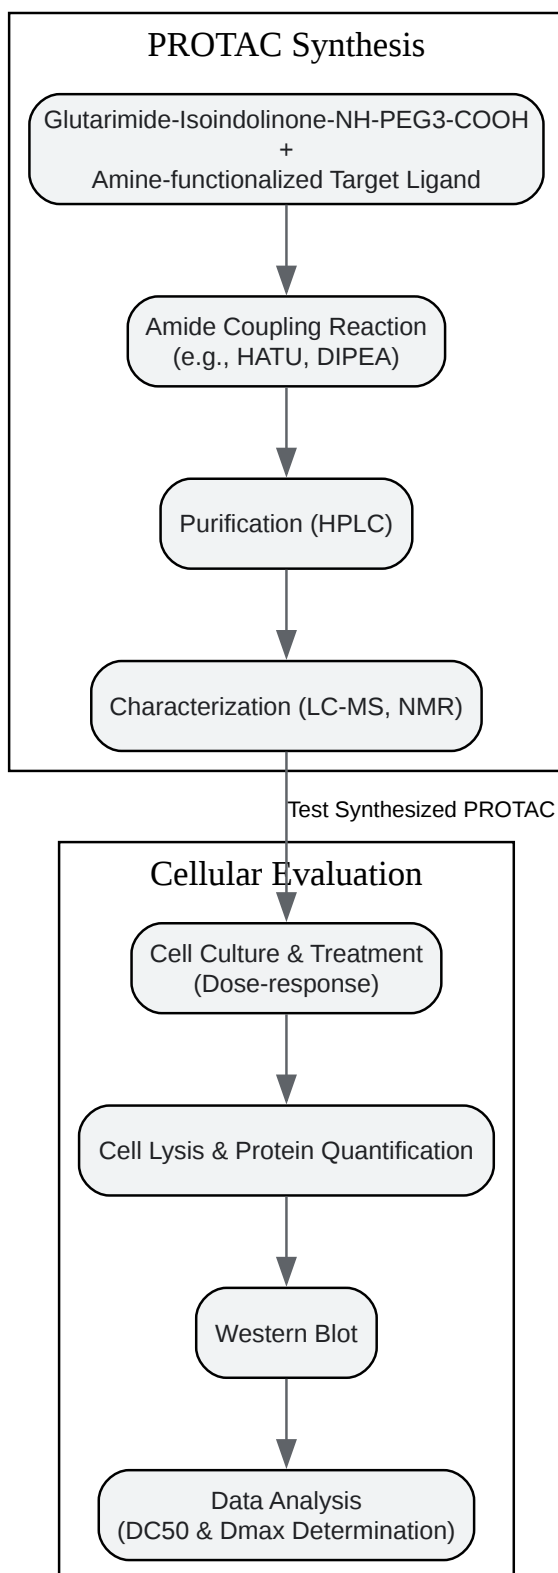 PROTAC Synthesis
Glutarimide-Isoindolinone-NH-PEG3-COOH
+
Amine-functionalized Target Ligand
Amide Coupling Reaction
(e.g., HATU, DIPEA)
Purification (HPLC)
Characterization (LC-MS, NMR)
Test Synthesized PROTAC
Cellular Evaluation
Cell Culture & Treatment
(Dose-response)
Cell Lysis & Protein Quantification
Western Blot
Data Analysis
(DC50 & Dmax Determination)